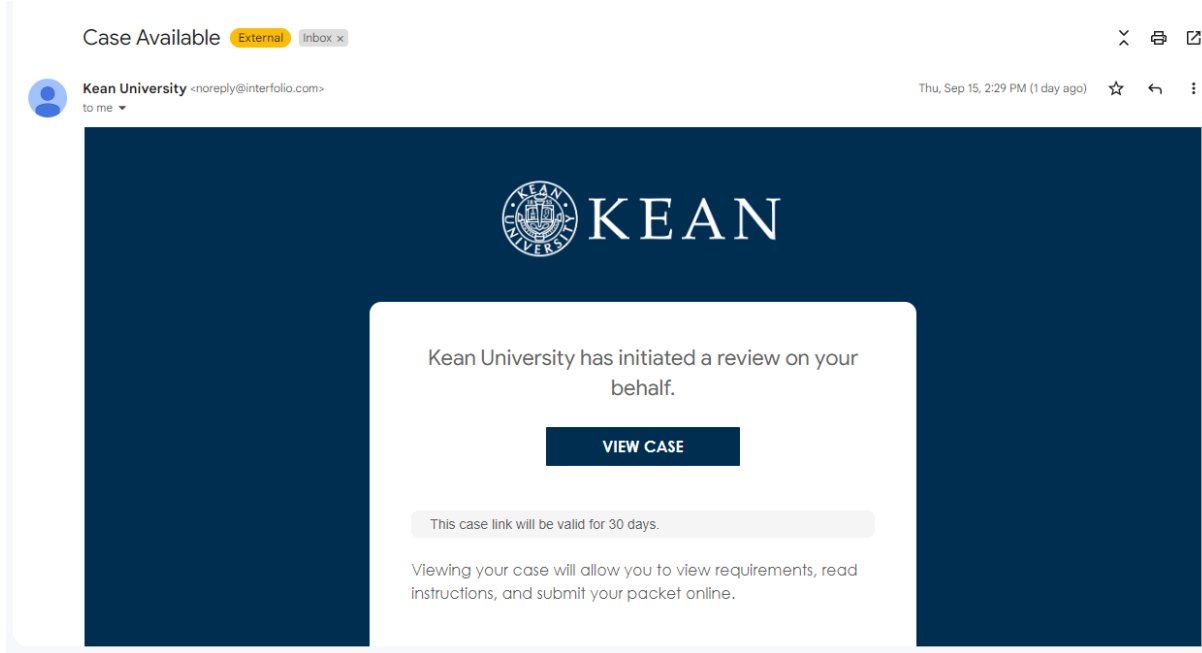 Case Available External Inbox ×
Kean University <noreply@interfolio.com> Thu, Sep 15, 2:29 PM (1 day ago)
to me
KEAN UNIVERSITY
KEAN
Kean University has initiated a review on your
behalf.
VIEW CASE
This case link will be valid for 30 days.
Viewing your case will allow you to view requirements, read
instructions, and submit your packet online.